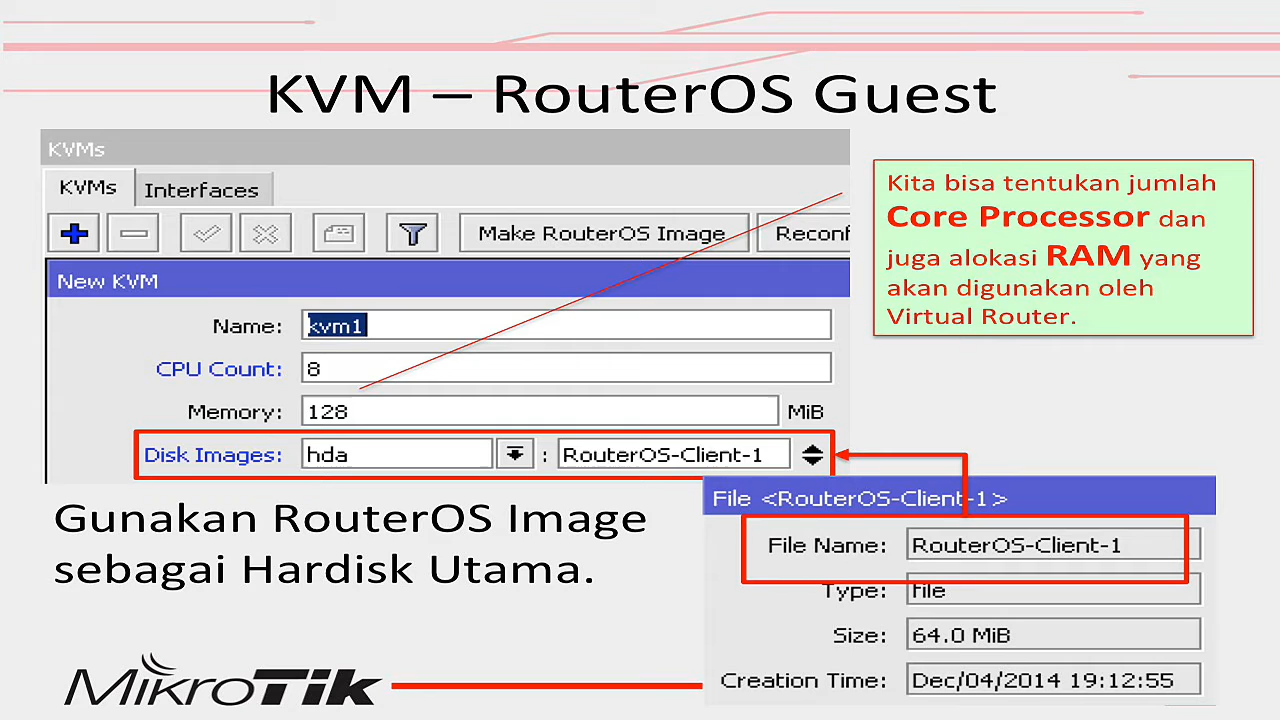 KVM – RouterOS Guest
KVMs
KVMs Interfaces
Make RouterOS Image Reconf
New KVM
Name: kvm1
CPU Count: 8
Memory: 128 MiB
Disk Images: hda : RouterOS-Client-1
Kita bisa tentukan jumlah
Core Processor dan
juga alokasi RAM yang
akan digunakan oleh
Virtual Router.
Gunakan RouterOS Image
sebagai Hardisk Utama.
File <RouterOS-Client-1>
File Name: RouterOS-Client-1
Type: file
Size: 64.0 MiB
Creation Time: Dec/04/2014 19:12:55
MikroTik